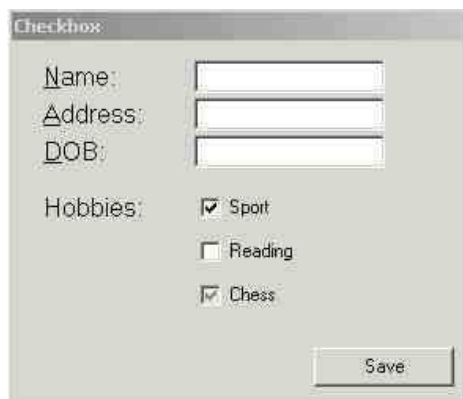 Checkbox
Name:
Address:
DOB:
Hobbies: Sport
Reading
Chess
Save